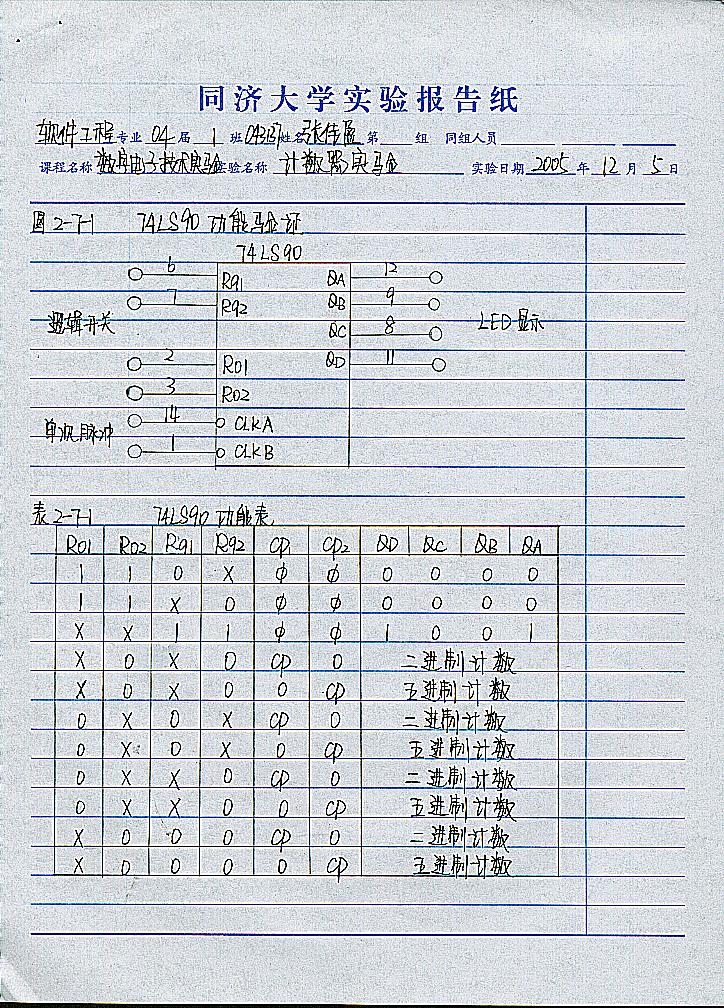 同济大学实验报告纸
软件工程 专业 04 届 1 班 043137 姓名 张佳盈 第 组 同组人员
课程名称 数字电子技术实验 实验名称 计数器实验 实验日期 2005 年 12 月 5 日
图2-7-1 74LS90 功能验证
74LS90
6 R91 QA 12
7 R92 QB 9
逻辑开关 QC 8 LED显示
2 R01 QD 11
3 R02
单次脉冲 14 CLKA
1 CLKB
表2-7-1 74LS90 功能表.
R01 R02 R91 R92 CP1 CP2 QD QC QB QA
1 1 0 X φ φ 0 0 0 0
1 1 X 0 φ φ 0 0 0 0
X X 1 1 φ φ 1 0 0 1
X 0 X 0 CP 0 二进制计数
X 0 X 0 0 CP 五进制计数
0 X 0 X CP 0 二进制计数
0 X 0 X 0 CP 五进制计数
0 X X 0 CP 0 二进制计数
0 X X 0 0 CP 五进制计数
X 0 0 0 CP 0 二进制计数
X 0 0 0 0 CP 五进制计数